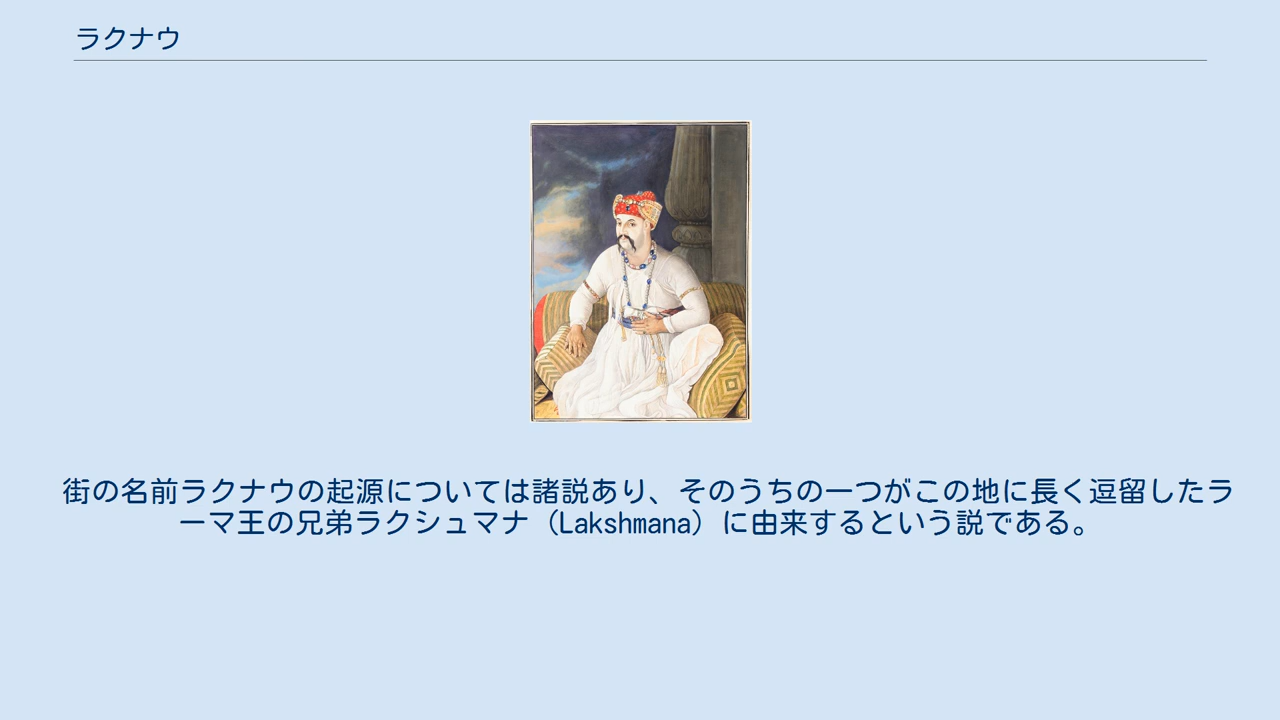 ラクナウ
街の名前ラクナウの起源については諸説あり、そのうちの一つがこの地に長く逗留したラ
ーマ王の兄弟ラクシュマナ（Lakshmana）に由来するという説である。